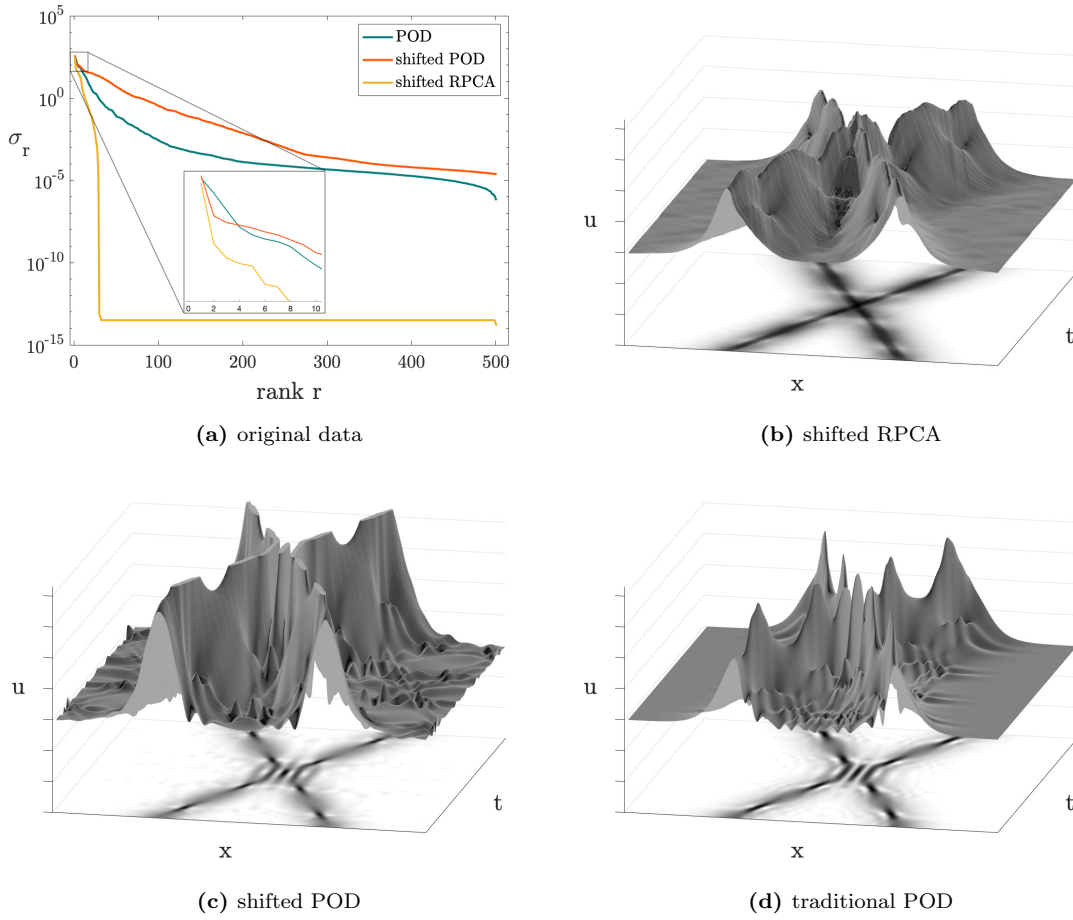 10^5
10^0
10^-5
10^-10
10^-15
σ_r
POD
shifted POD
shifted RPCA
0 2 4 6 8 10
0 100 200 300 400 500
rank r
(a) original data
u
t
x
(b) shifted RPCA
u
t
x
(c) shifted POD
u
t
x
(d) traditional POD